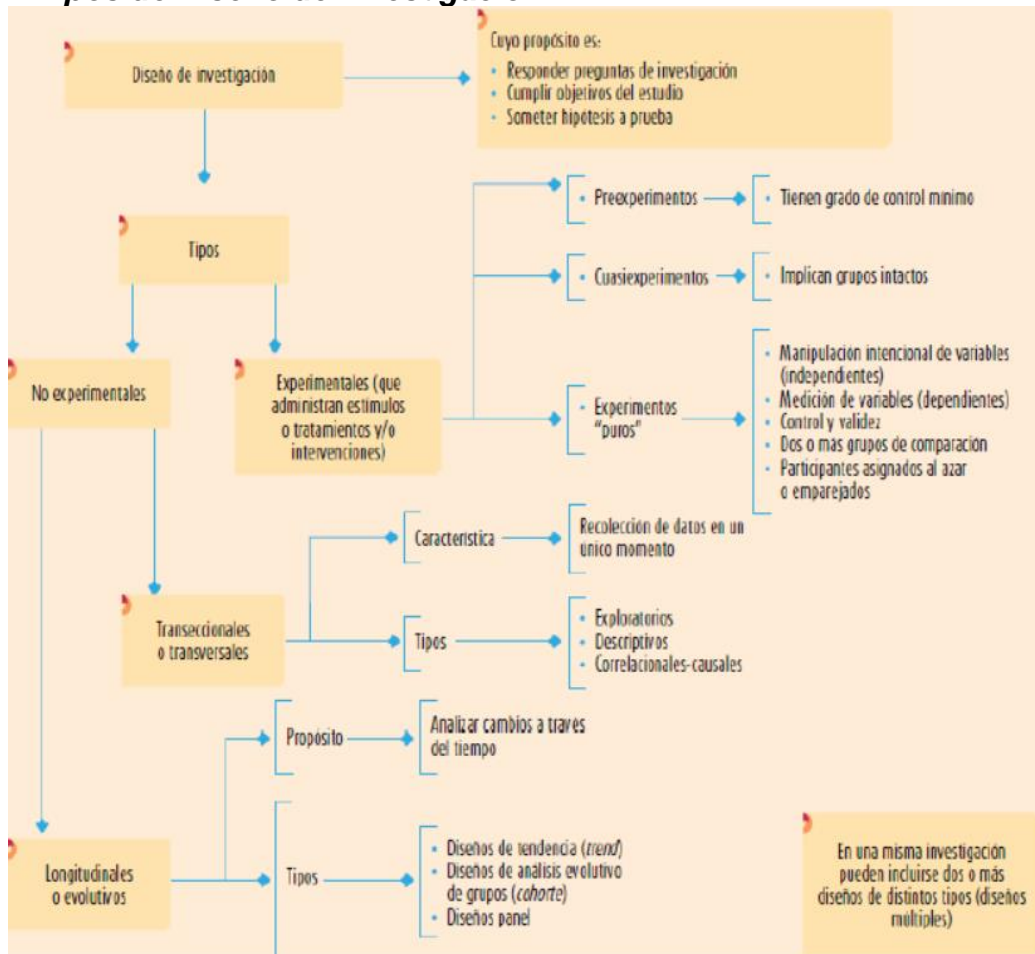 Diseño de investigación
Cuyo propósito es:
• Responder preguntas de investigación
• Cumplir objetivos del estudio
• Someter hipótesis a prueba
Tipos
• Preexperimentos
• Tienen grado de control mínimo
• Cuasiexperimentos
• Implican grupos intactos
No experimentales
Experimentales (que
administran estímulos
o tratamientos y/o
intervenciones)
• Experimentos
"puros"
• Manipulación intencional de variables
(independientes)
• Medición de variables (dependientes)
• Control y validez
• Dos o más grupos de comparación
• Participantes asignados al azar
o emparejados
Transeccionales
o transversales
Característica
Recolección de datos en un
único momento
Tipos
• Exploratorios
• Descriptivos
• Correlacionales-causales
Longitudinales
o evolutivos
Propósito
Analizar cambios a través
del tiempo
Tipos
• Diseños de tendencia (trend)
• Diseños de análisis evolutivo
de grupos (cohorte)
• Diseños panel
En una misma investigación
pueden incluirse dos o más
diseños de distintos tipos (diseños
múltiples)